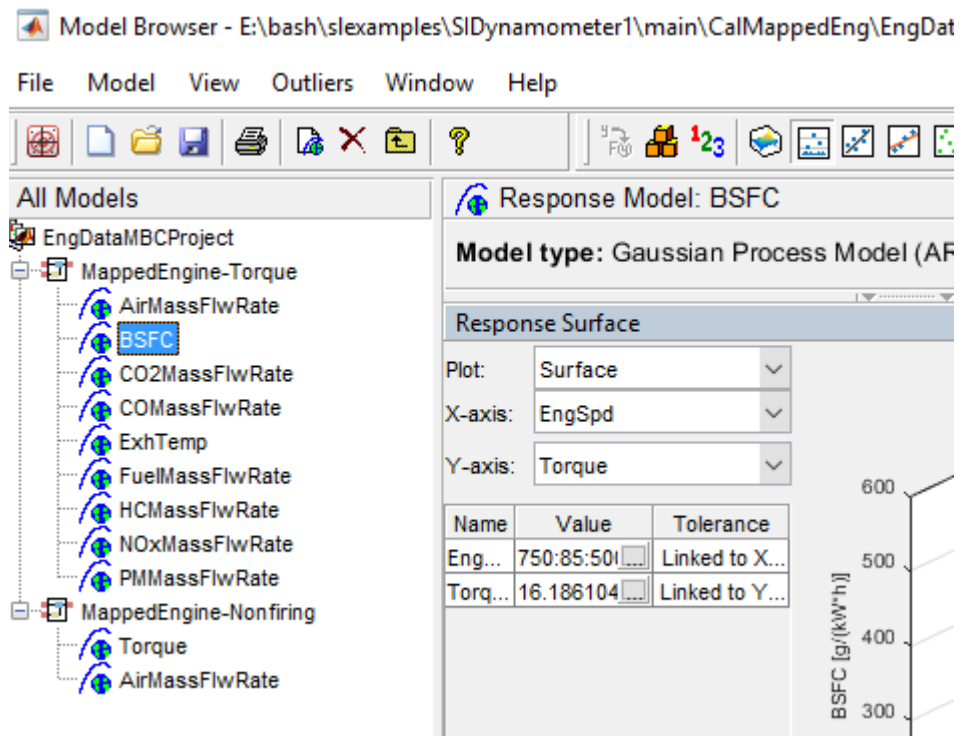 Model Browser - E:\bash\slexamples\SIDynamometer1\main\CalMappedEng\EngDat
File Model View Outliers Window Help
All Models
EngDataMBCProject
MappedEngine-Torque
AirMassFlwRate
BSFC
CO2MassFlwRate
COMassFlwRate
ExhTemp
FuelMassFlwRate
HCMassFlwRate
NOxMassFlwRate
PMMassFlwRate
MappedEngine-Nonfiring
Torque
AirMassFlwRate
Response Model: BSFC
Model type: Gaussian Process Model (AR
Response Surface
Plot: Surface
X-axis: EngSpd
Y-axis: Torque
Name Value Tolerance
Eng... 750:85:50 ... Linked to X...
Torq... 16.186104 ... Linked to Y...
BSFC [g/(kW*h)]
600
500
400
300